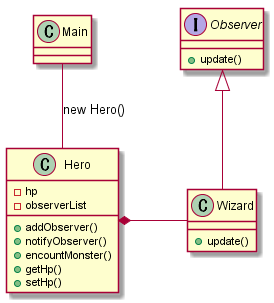 C Main
I Observer
update()
new Hero()
C Hero
hp
observerList
addObserver()
notifyObserver()
encountMonster()
getHp()
setHp()
C Wizard
update()